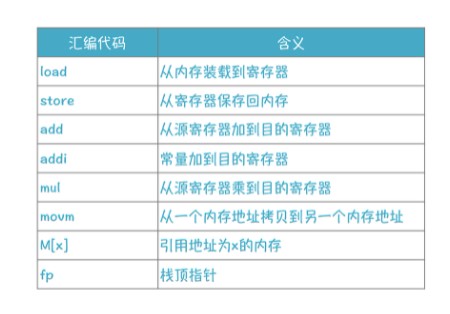 汇编代码 含义
load 从内存装载到寄存器
store 从寄存器保存回内存
add 从源寄存器加到目的寄存器
addi 常量加到目的寄存器
mul 从源寄存器乘到目的寄存器
movm 从一个内存地址拷贝到另一个内存地址
M[x] 引用地址为x的内存
fp 栈顶指针